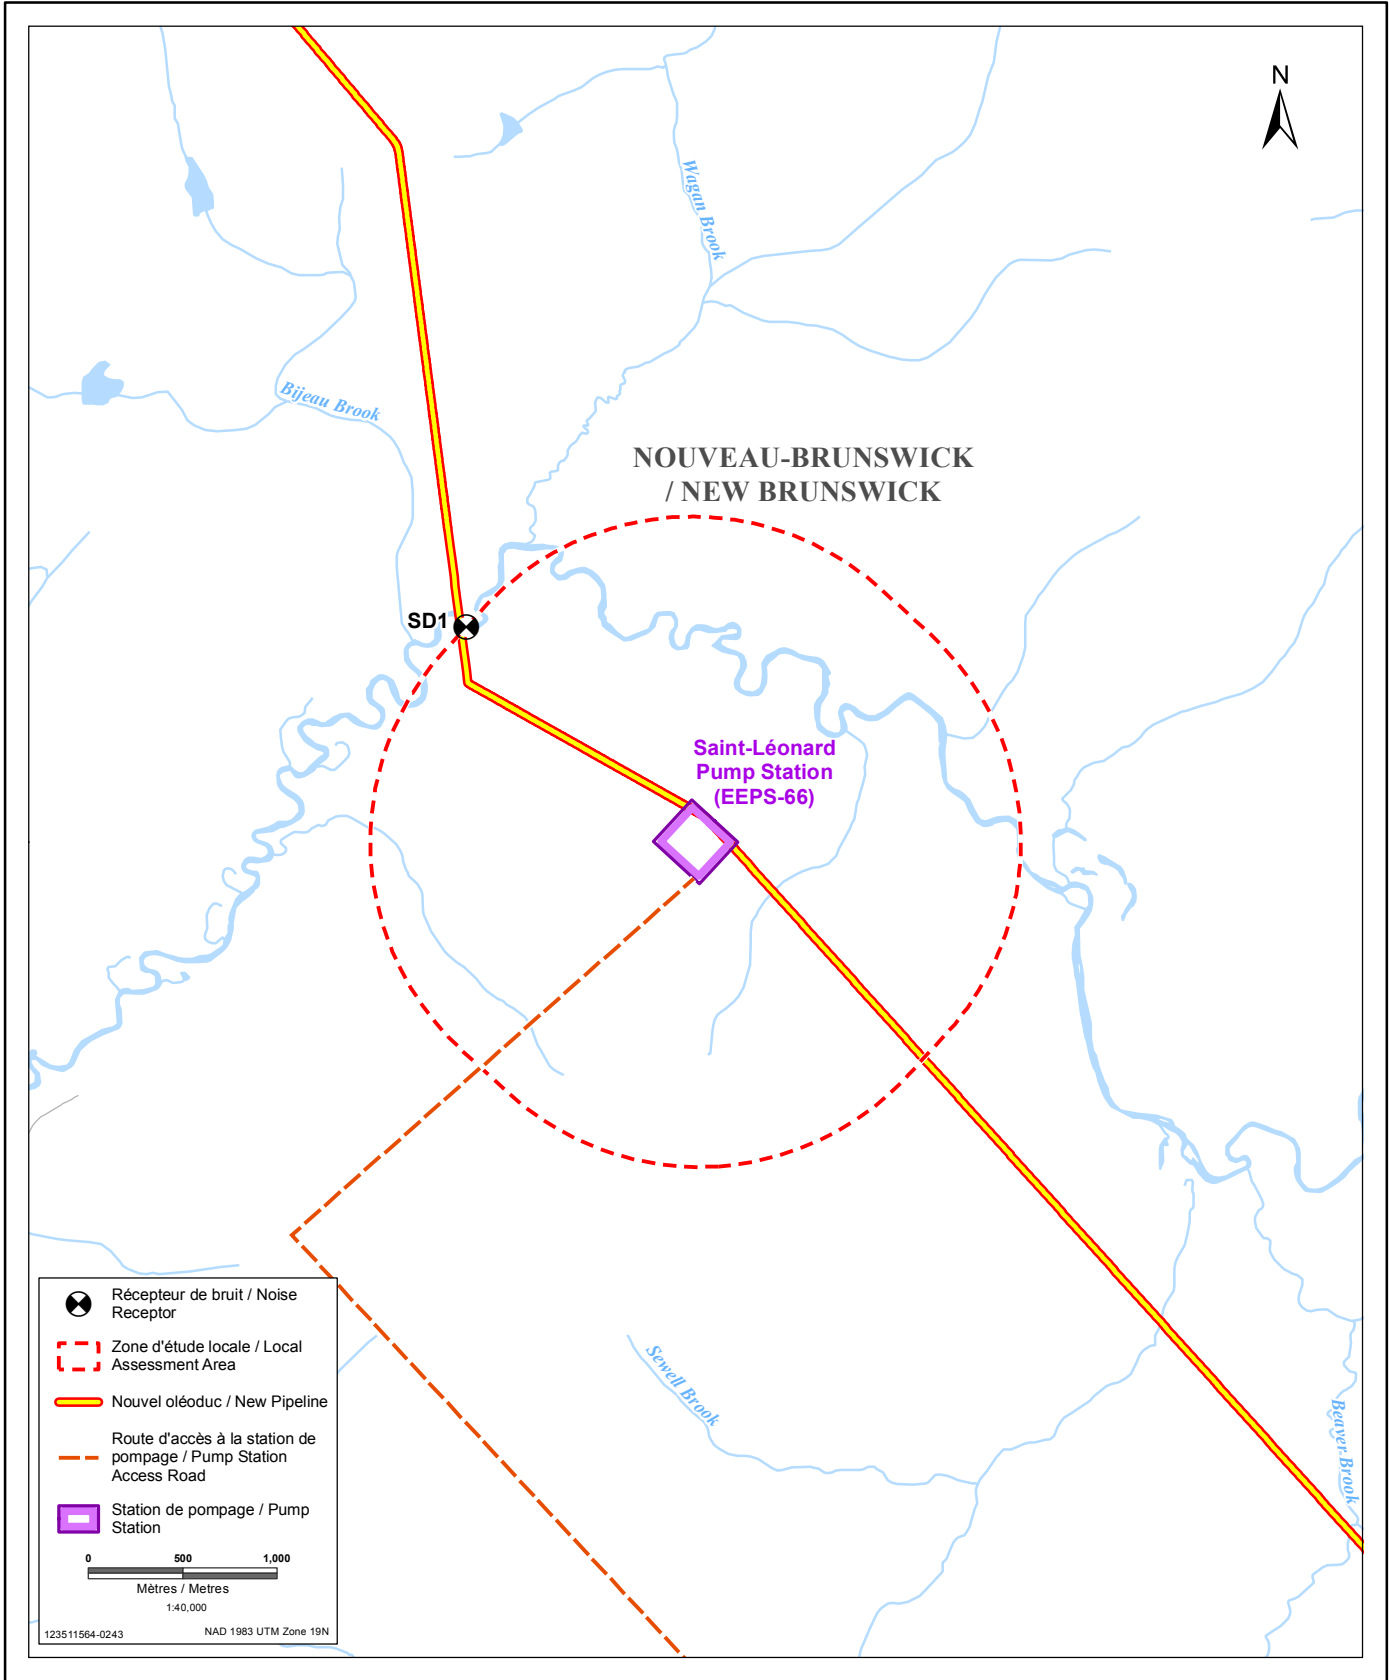 N
Wagan Brook
Bijeau Brook
NOUVEAU-BRUNSWICK
/ NEW BRUNSWICK
SD1
Saint-Léonard
Pump Station
(EEPS-66)
Sewell Brook
Beaver Brook
Récepteur de bruit / Noise
Receptor
Zone d'étude locale / Local
Assessment Area
Nouvel oléoduc / New Pipeline
Route d'accès à la station de
pompage / Pump Station
Access Road
Station de pompage / Pump
Station
0 500 1,000
Mètres / Metres
1:40,000
123511564-0243 NAD 1983 UTM Zone 19N